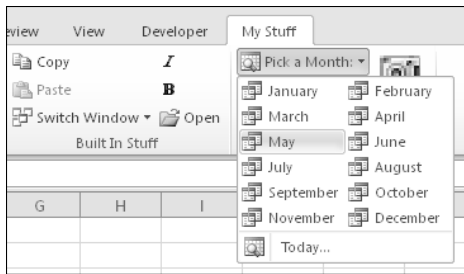 eview View Developer My Stuff
Copy I Pick a Month:
Paste B January February
Switch Window Open March April
Built In Stuff May June
July August
September October
November December
G H I
Today...